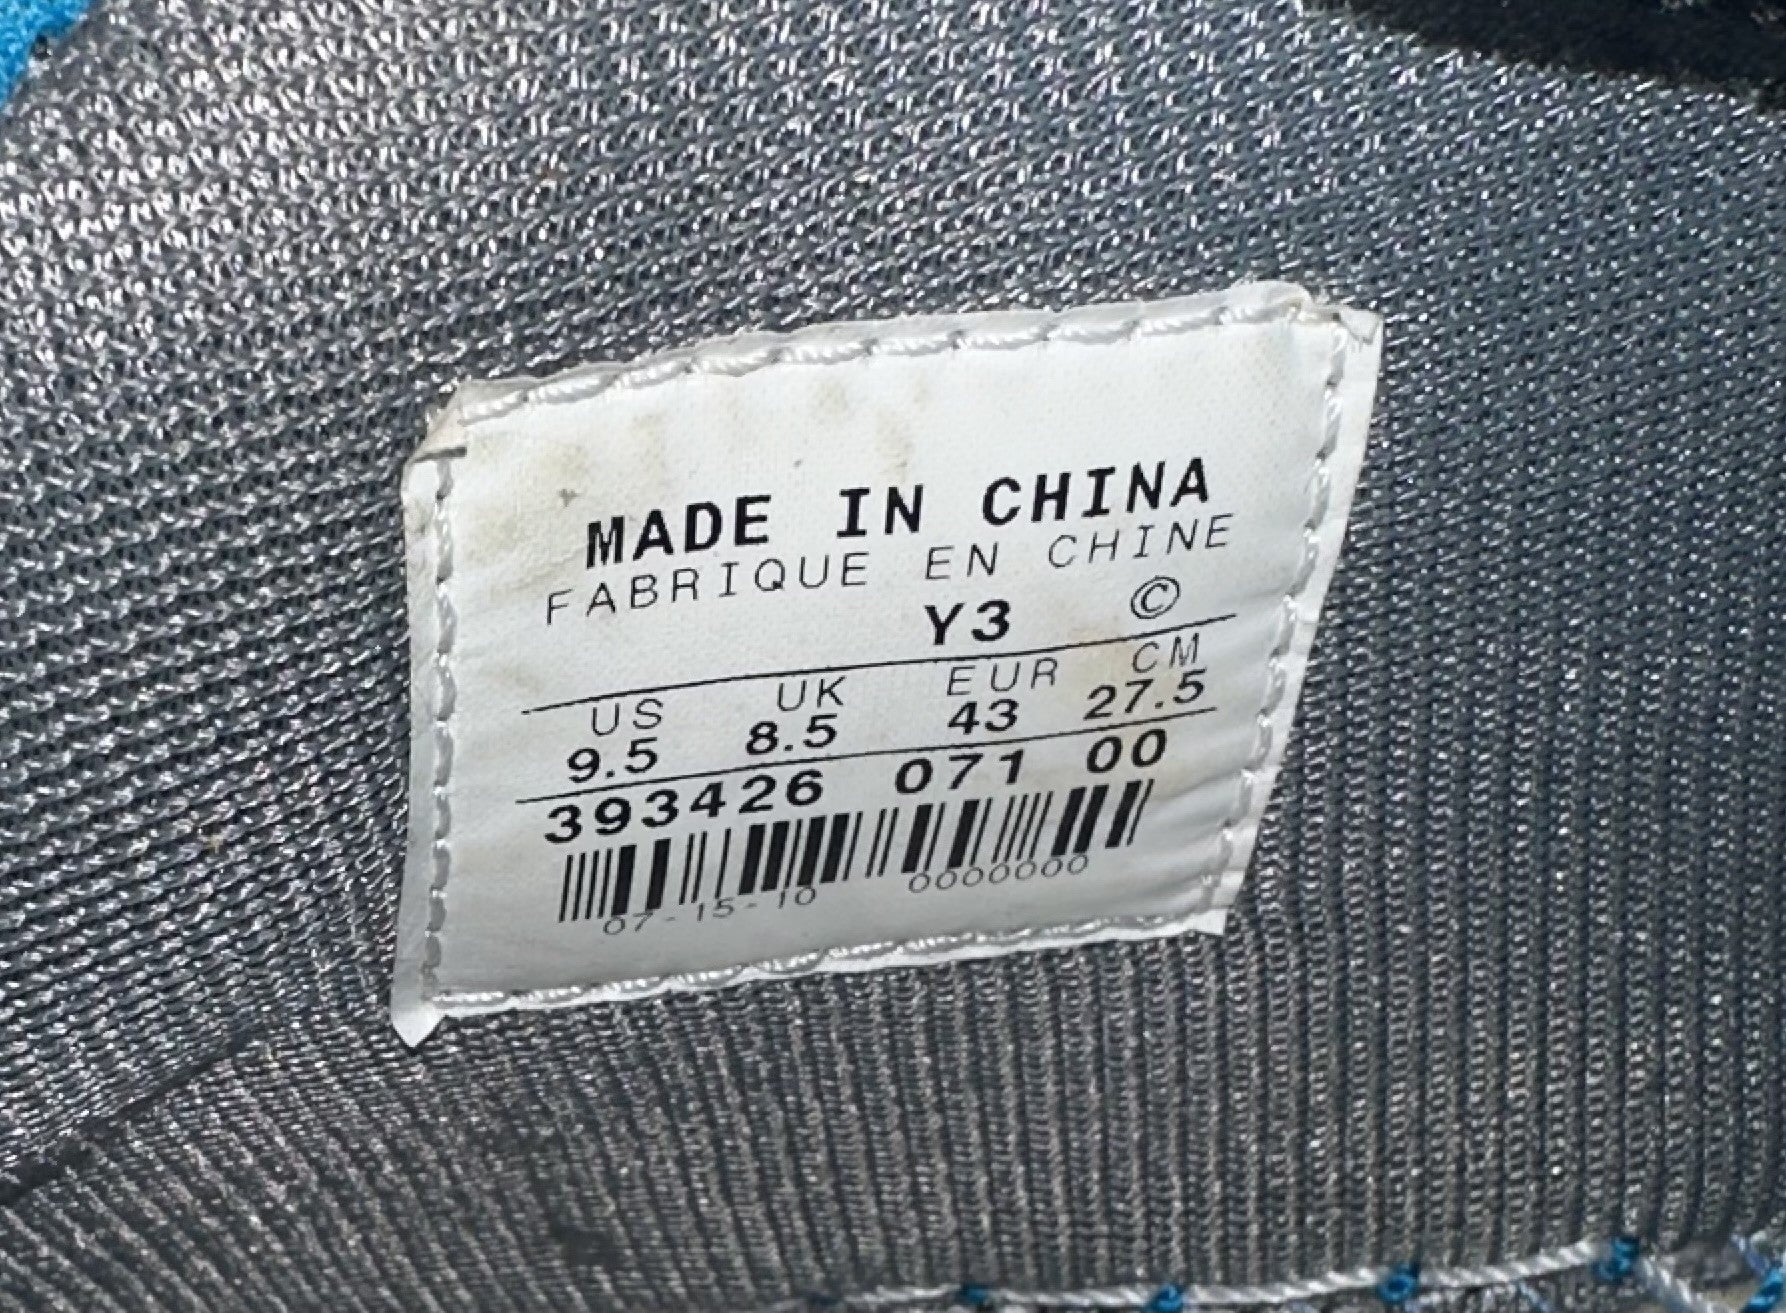 MADE IN CHINA
FABRIQUE EN CHINE
Y3 ©
US UK EUR CM
9.5 8.5 43 27.5
393426 071 00
07-15-10 0000000